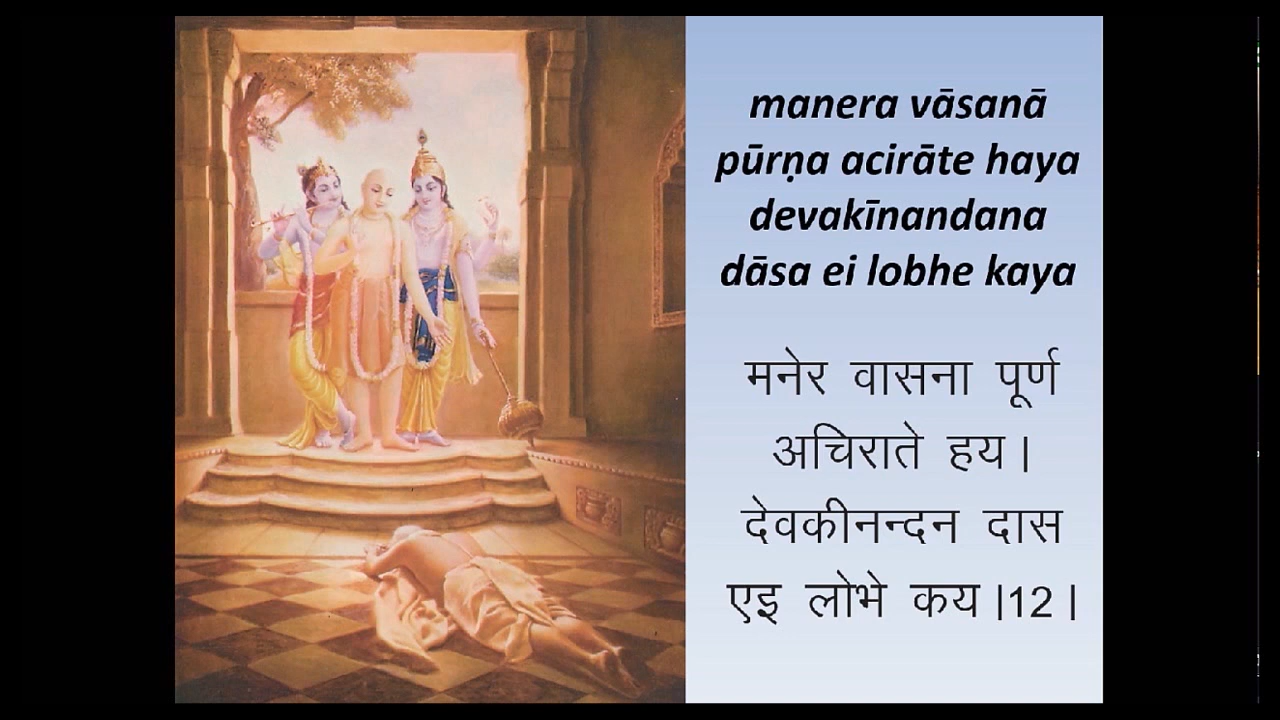 manera vāsanā
pūrṇa acirāte haya
devakīnandana
dāsa ei lobhe kaya
मनेर वासना पूर्ण
अचिराते हय।
देवकीनन्दन दास
एइ लोभे कय।12।